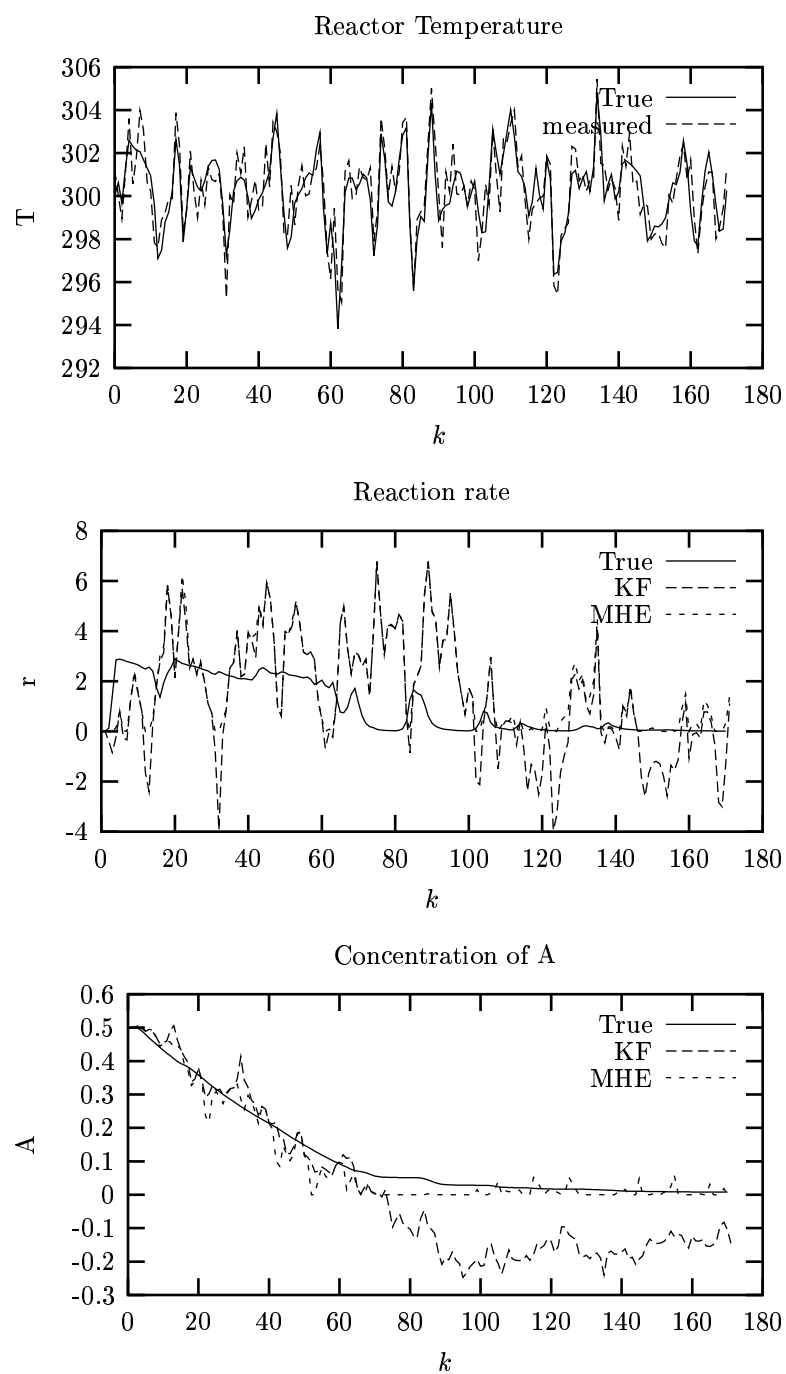 Reactor Temperature
306
304
302
300
298
296
294
292
T
True
measured
0 20 40 60 80 100 120 140 160 180
k
Reaction rate
8
6
4
2
0
-2
-4
r
True
KF
MHE
0 20 40 60 80 100 120 140 160 180
k
Concentration of A
0.6
0.5
0.4
0.3
0.2
0.1
0
-0.1
-0.2
-0.3
A
True
KF
MHE
0 20 40 60 80 100 120 140 160 180
k